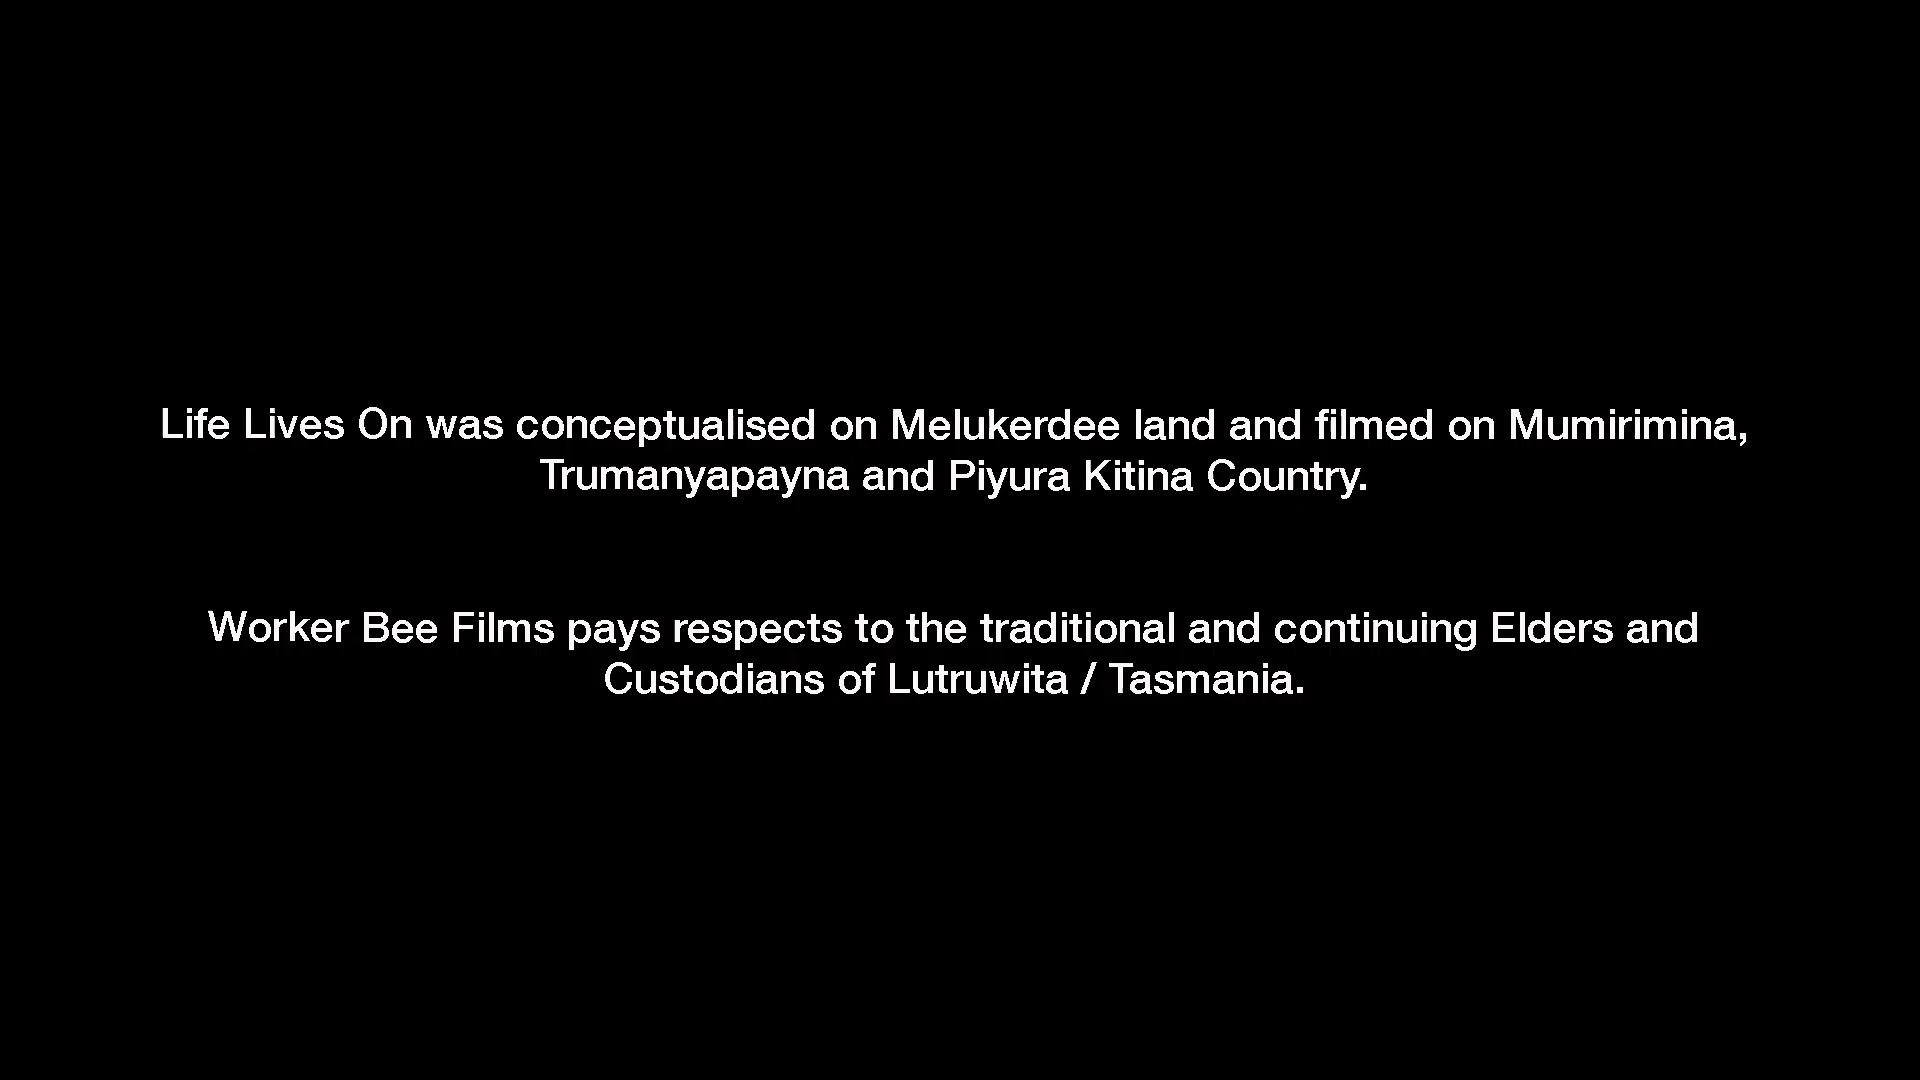 Life Lives On was conceptualised on Melukerdee land and filmed on Mumirimina,
Trumanyapayna and Piyura Kitina Country.
Worker Bee Films pays respects to the traditional and continuing Elders and
Custodians of Lutruwita / Tasmania.